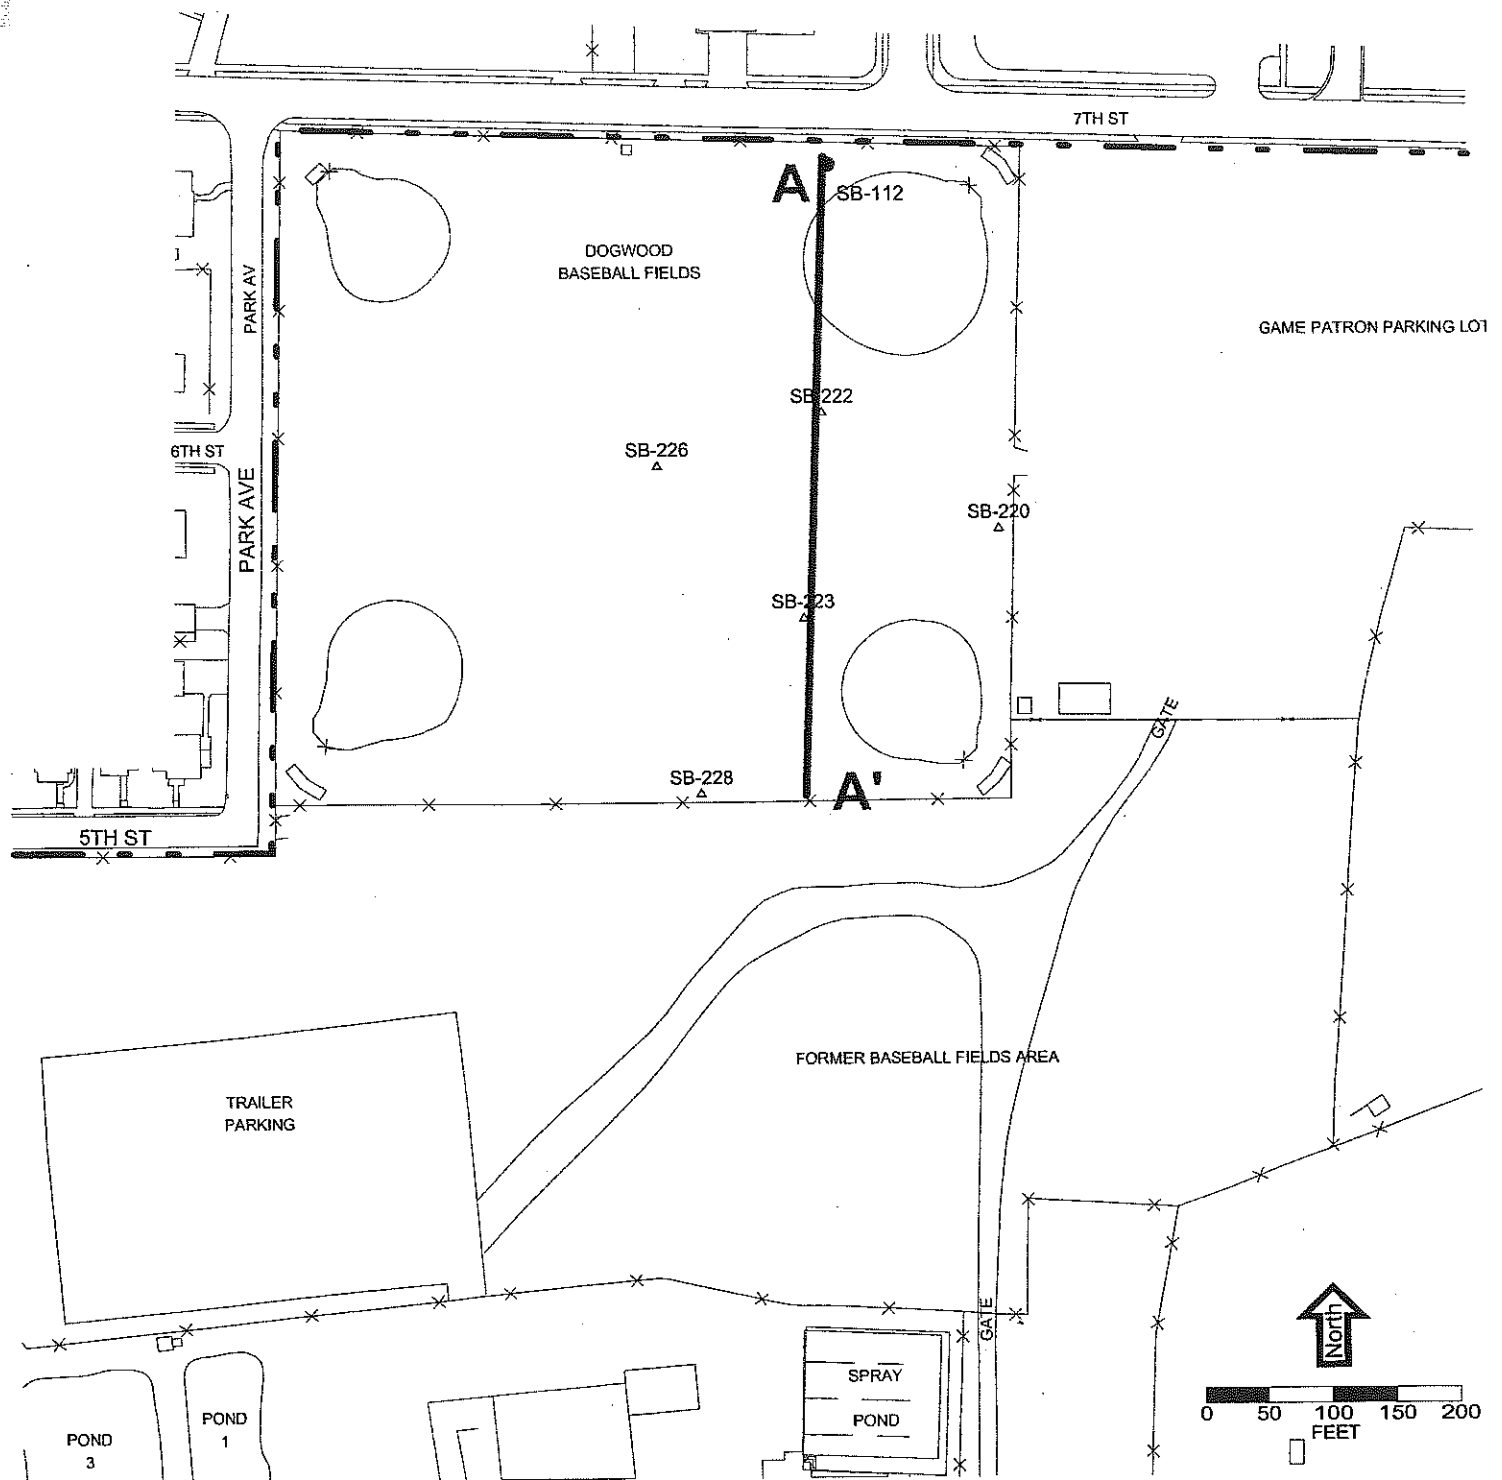 7TH ST
A
SB-112
DOGWOOD
BASEBALL FIELDS
PARK AV
GAME PATRON PARKING LOT
SB-222
6TH ST
SB-226
PARK AVE
SB-220
SB-223
GATE
SB-228
A'
5TH ST
FORMER BASEBALL FIELDS AREA
TRAILER
PARKING
North
GATE
SPRAY
POND
0 50 100 150 200
FEET
POND
1
POND
3